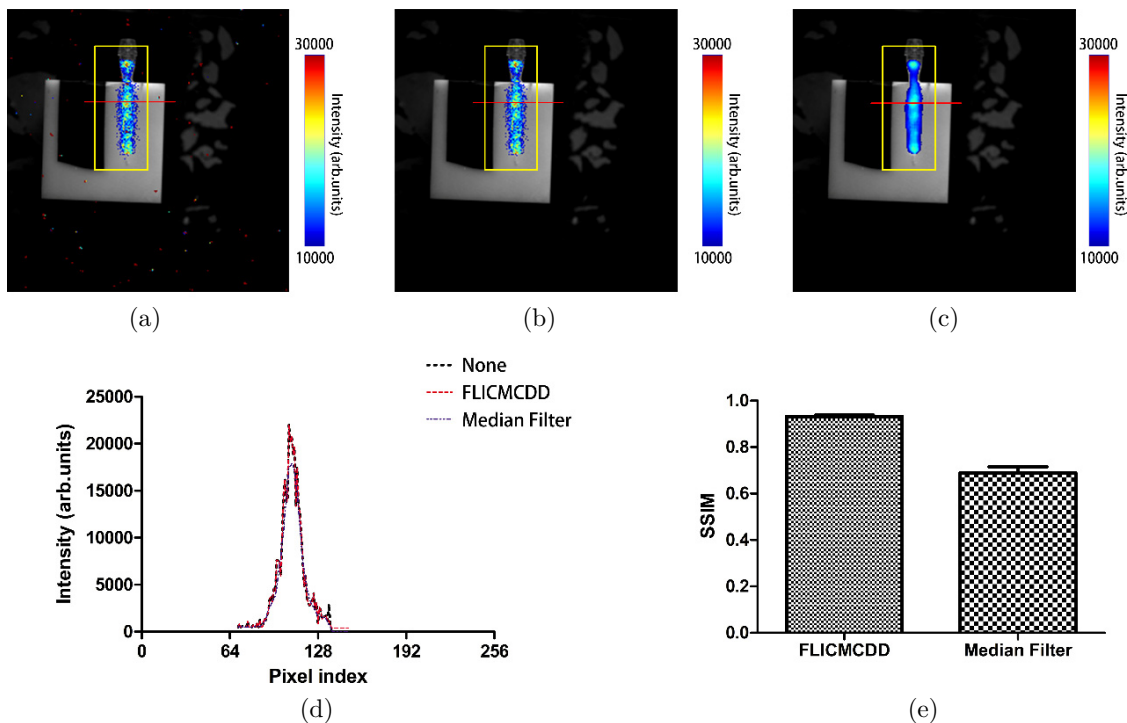 30000
Intensity (arb.units)
10000
30000
Intensity (arb.units)
10000
30000
Intensity (arb.units)
10000
(a)
(b)
(c)
None
FLICMCDD
Median Filter
25000
20000
15000
10000
5000
0
Intensity (arb.units)
0 64 128 192 256
Pixel index
(d)
1.0
0.8
0.6
0.4
0.2
0.0
SSIM
FLICMCDD Median Filter
(e)